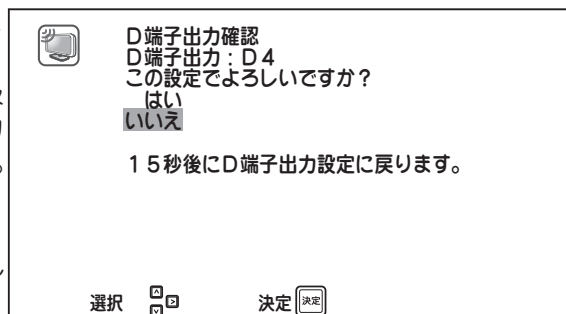 D端子出力確認
D端子出力：D4
この設定でよろしいですか？
はい
いいえ
15秒後にD端子出力設定に戻ります。
選択 決定 決定